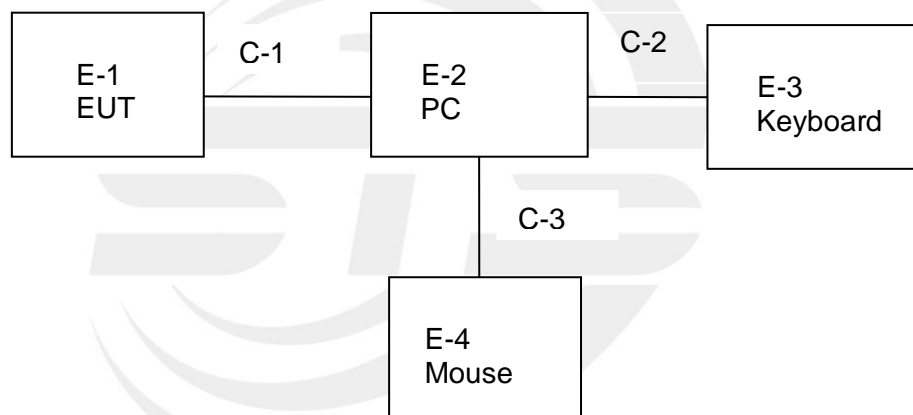 E-1
EUT
C-1
E-2
PC
C-2
E-3
Keyboard
C-3
E-4
Mouse